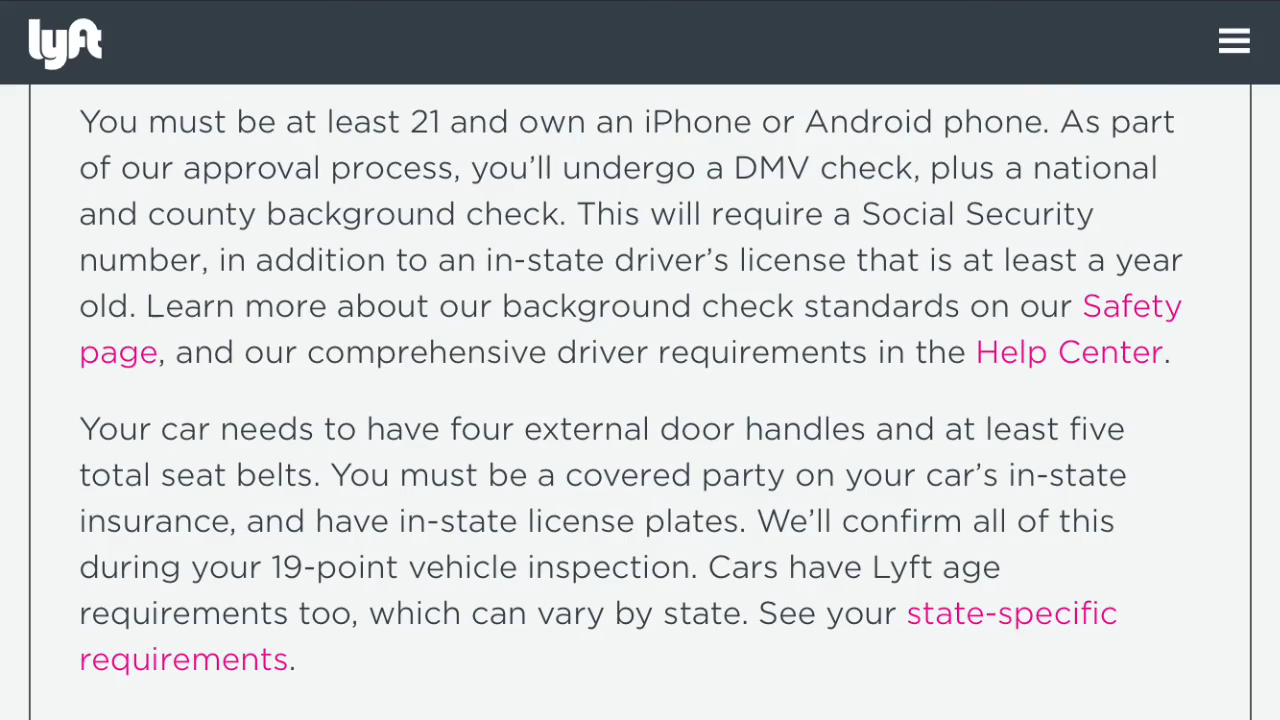 lyft
You must be at least 21 and own an iPhone or Android phone. As part
of our approval process, you’ll undergo a DMV check, plus a national
and county background check. This will require a Social Security
number, in addition to an in-state driver’s license that is at least a year
old. Learn more about our background check standards on our Safety
page, and our comprehensive driver requirements in the Help Center.
Your car needs to have four external door handles and at least five
total seat belts. You must be a covered party on your car’s in-state
insurance, and have in-state license plates. We’ll confirm all of this
during your 19-point vehicle inspection. Cars have Lyft age
requirements too, which can vary by state. See your state-specific
requirements.